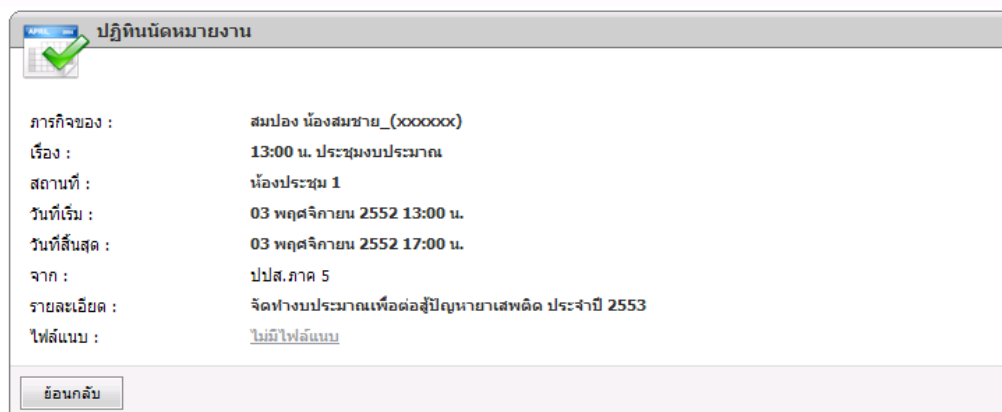 APRIL
ปฏิทินนัดหมายงาน
ภารกิจของ : สมปอง น้องสมชาย_(xxxxxx)
เรื่อง : 13:00 น. ประชุมงบประมาณ
สถานที่ : ห้องประชุม 1
วันที่เริ่ม : 03 พฤศจิกายน 2552 13:00 น.
วันที่สิ้นสุด : 03 พฤศจิกายน 2552 17:00 น.
จาก : ปปส.ภาค 5
รายละเอียด : จัดทำงบประมาณเพื่อต่อสู้ปัญหายาเสพติด ประจำปี 2553
ไฟล์แนบ : ไม่มีไฟล์แนบ
ย้อนกลับ